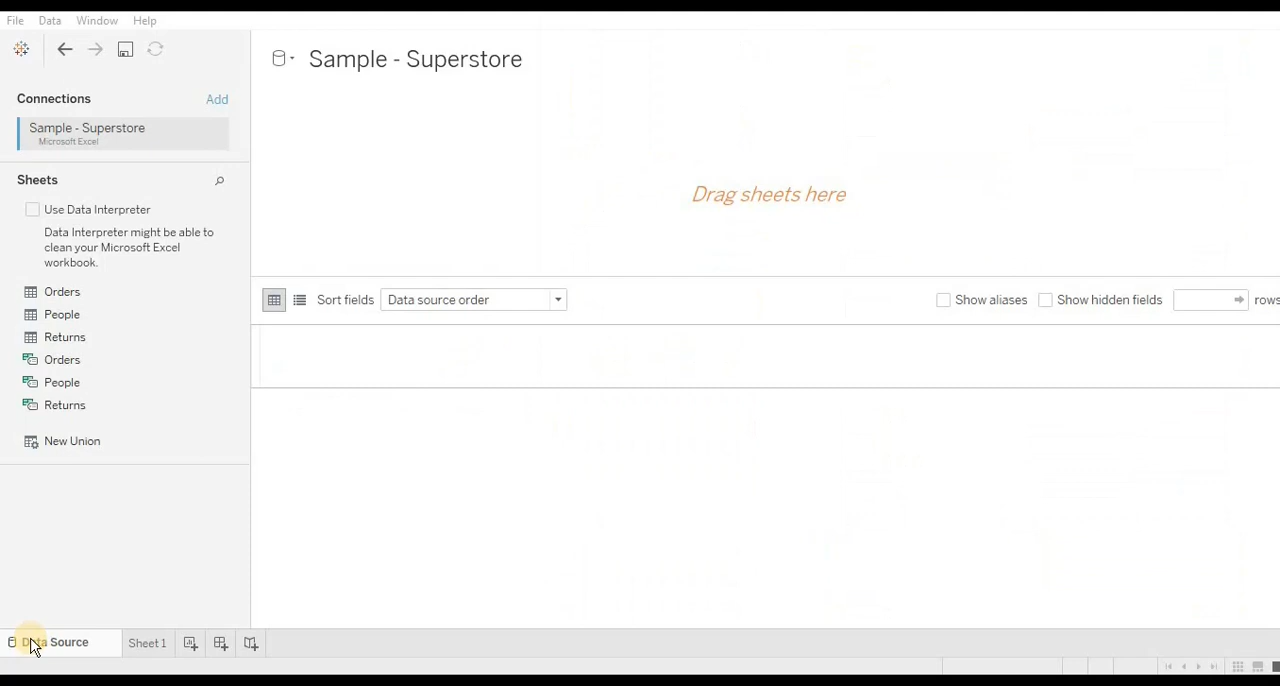 File Data Window Help
Sample - Superstore
Connections Add
Sample - Superstore
Microsoft Excel
Sheets
Use Data Interpreter
Data Interpreter might be able to
clean your Microsoft Excel
workbook.
Orders
People
Returns
Orders
People
Returns
New Union
Drag sheets here
Sort fields Data source order Show aliases Show hidden fields rows
Data Source Sheet 1